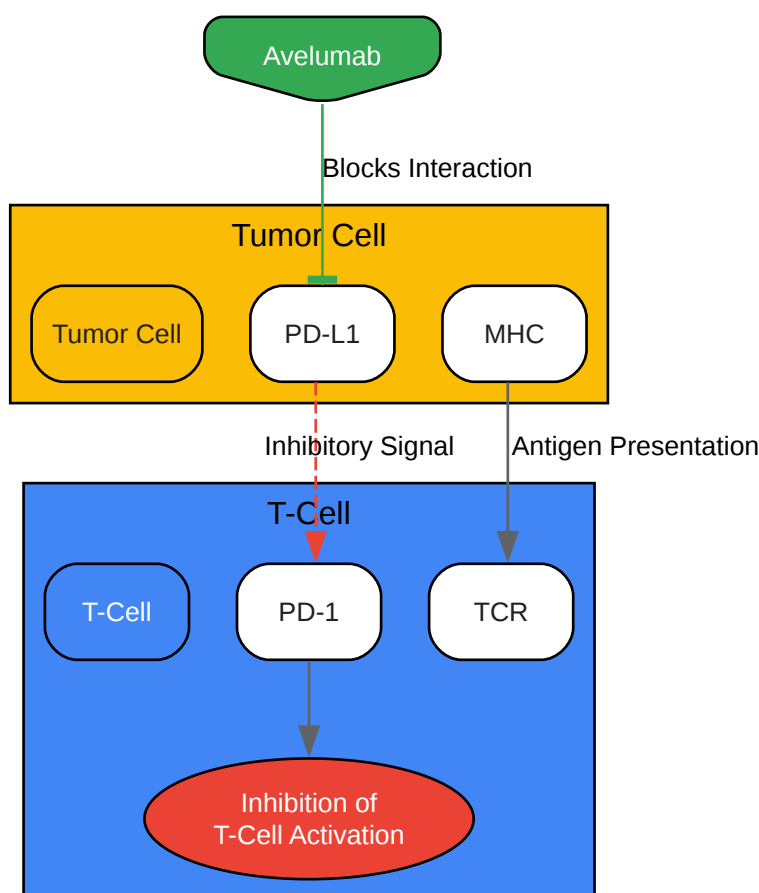 Avelumab
Blocks Interaction
Tumor Cell
Tumor Cell
PD-L1
MHC
Inhibitory Signal
Antigen Presentation
T-Cell
T-Cell
PD-1
TCR
Inhibition of
T-Cell Activation